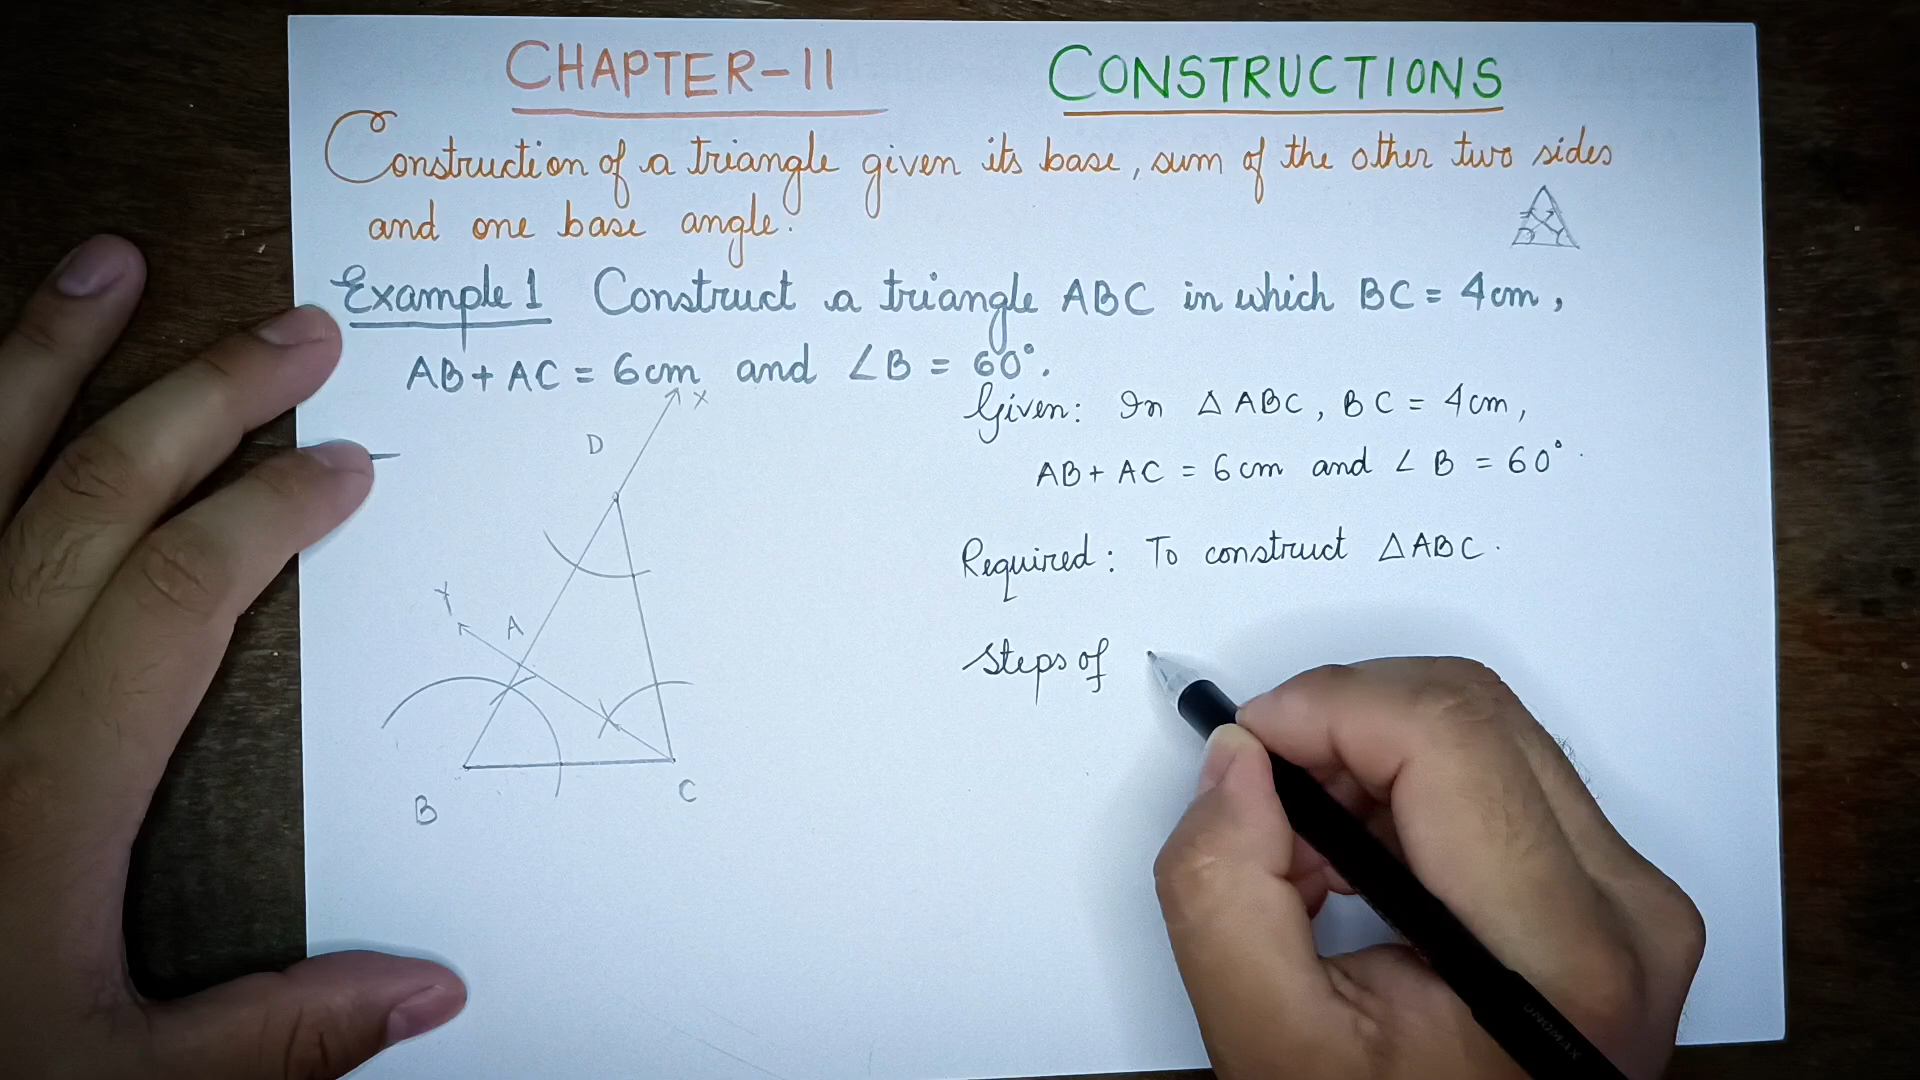 CHAPTER-11 CONSTRUCTIONS
Construction of a triangle given its base, sum of the other two sides
and one base angle.
Example 1 Construct a triangle ABC in which BC = 4cm,
AB + AC = 6cm and ∠B = 60°.
X
D
Y
A
B
C
Given: In △ABC, BC = 4cm,
AB + AC = 6cm and ∠B = 60°.
Required: To construct △ABC.
Steps of
UNOMAX